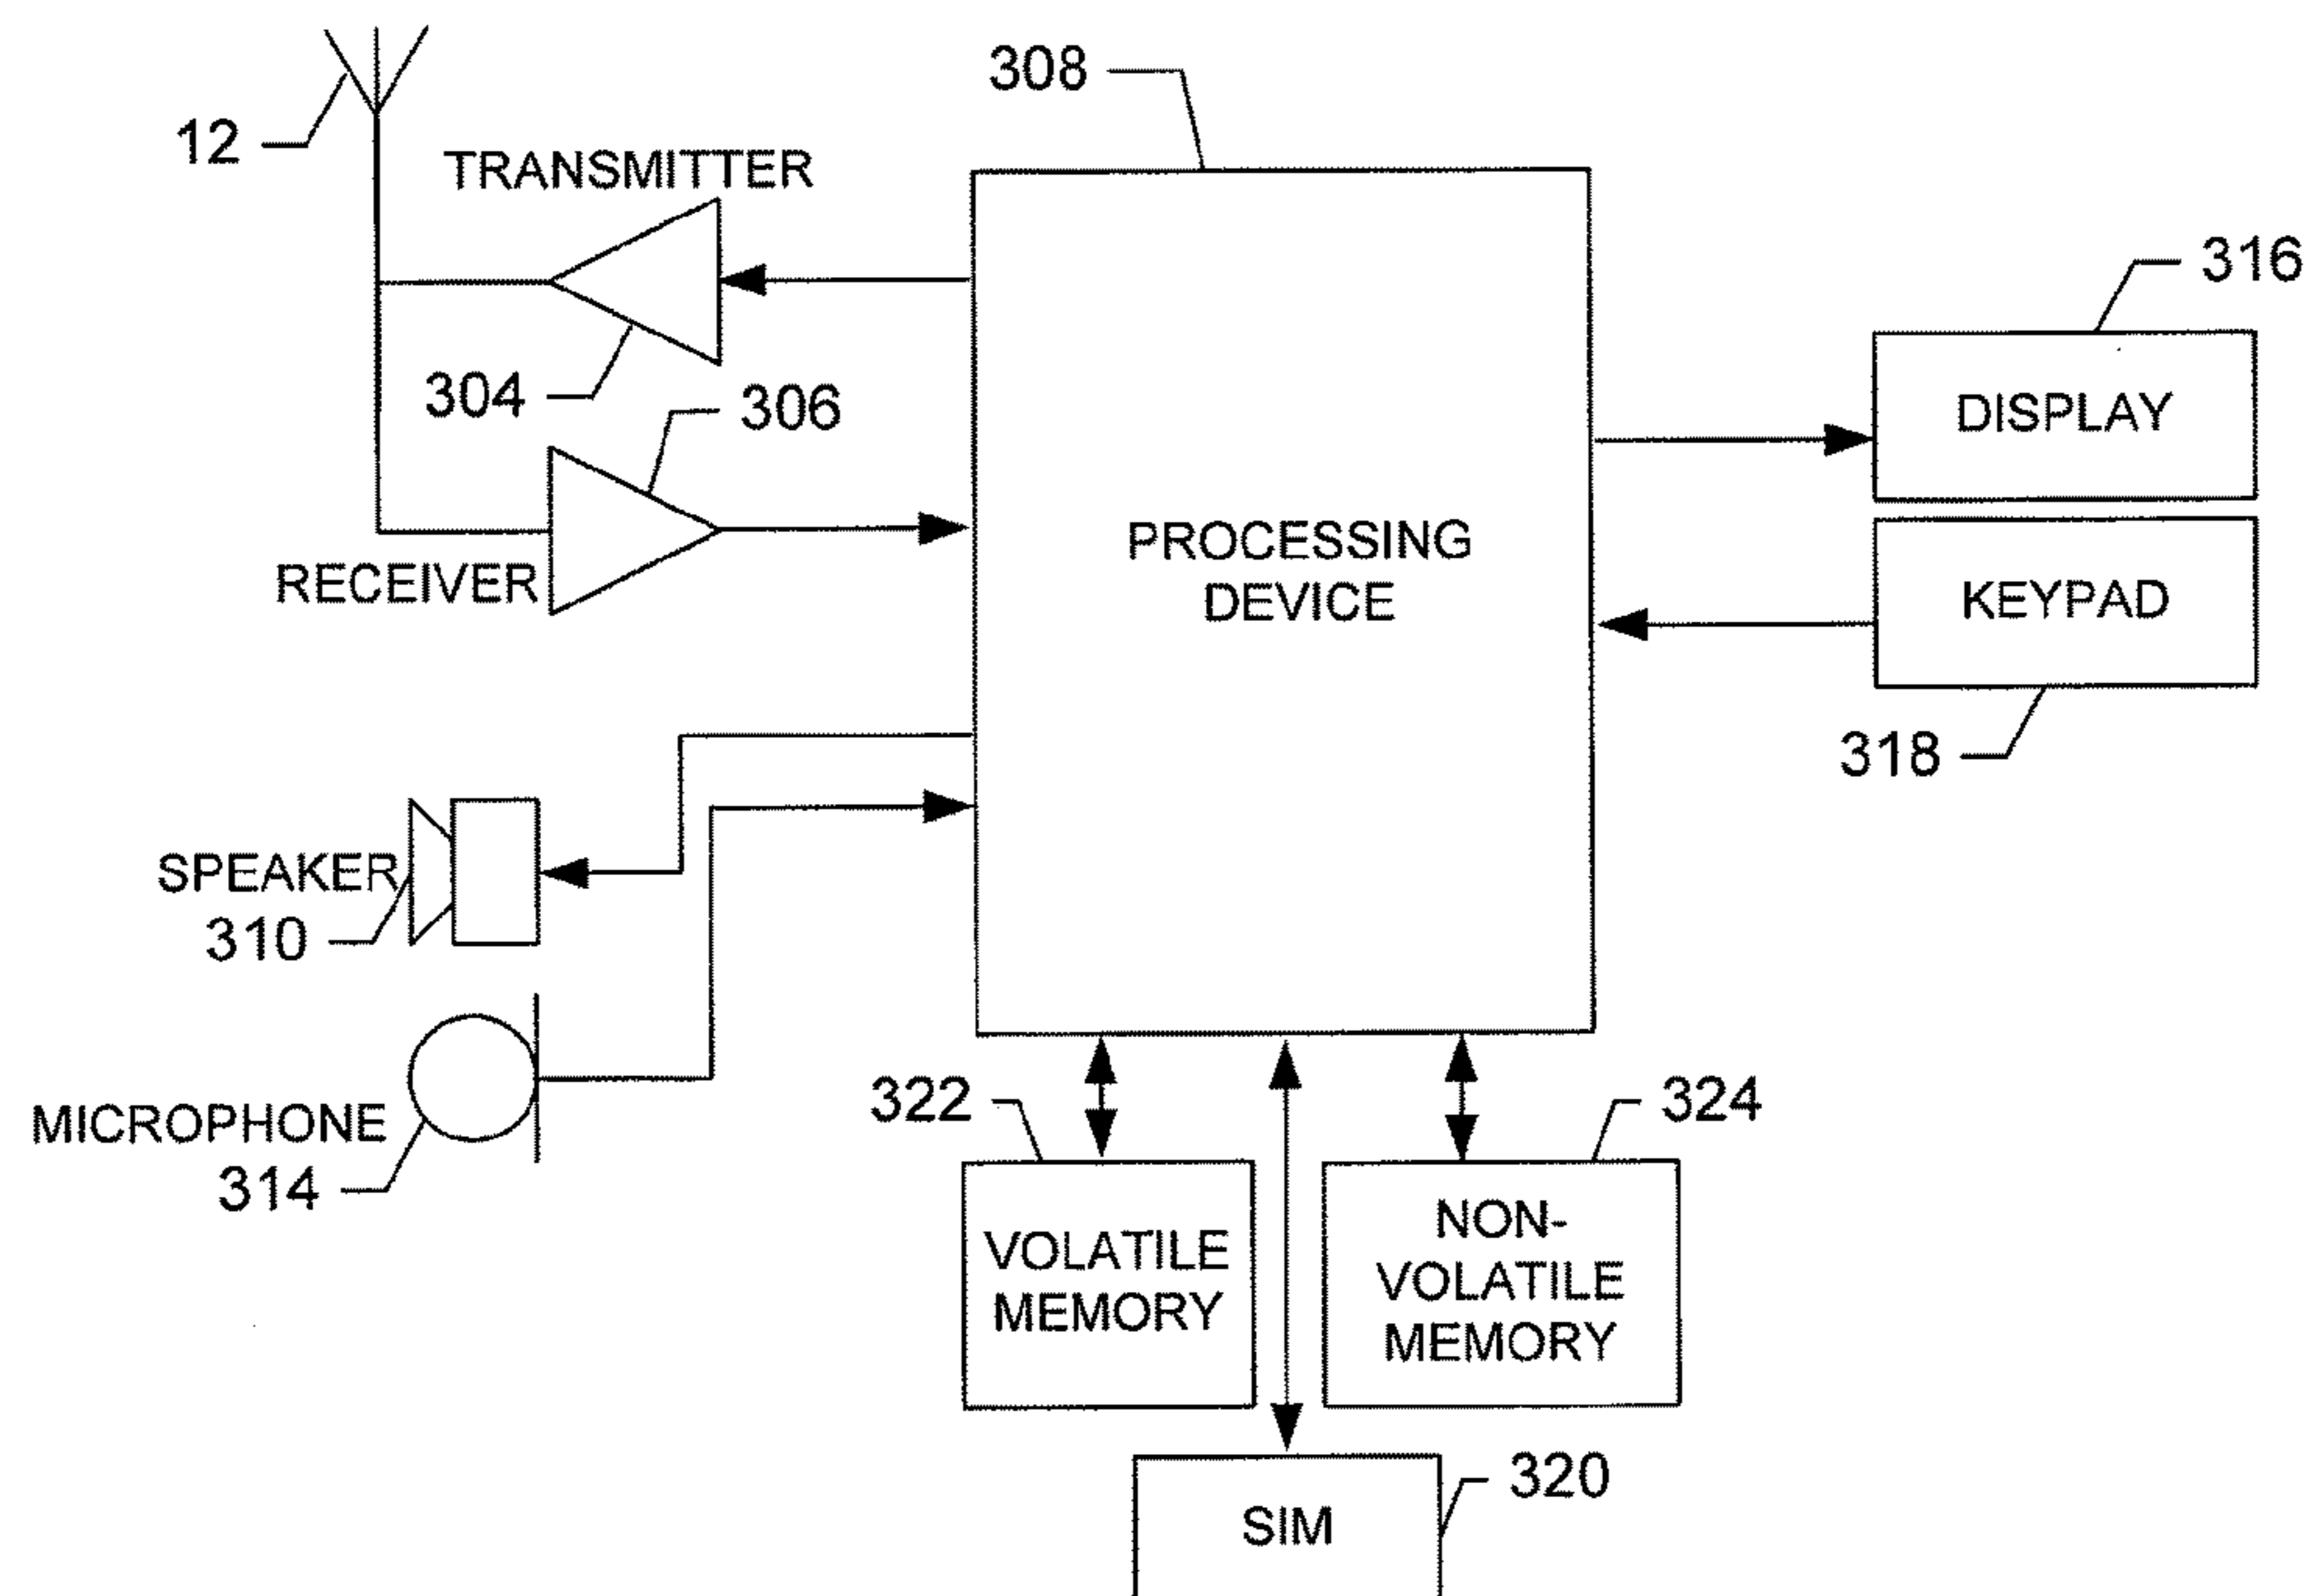 308
12
TRANSMITTER
316
304
306
DISPLAY
PROCESSING
DEVICE
RECEIVER
KEYPAD
318
SPEAKER
310
322
324
MICROPHONE
314
VOLATILE
MEMORY
NON-
VOLATILE
MEMORY
320
SIM